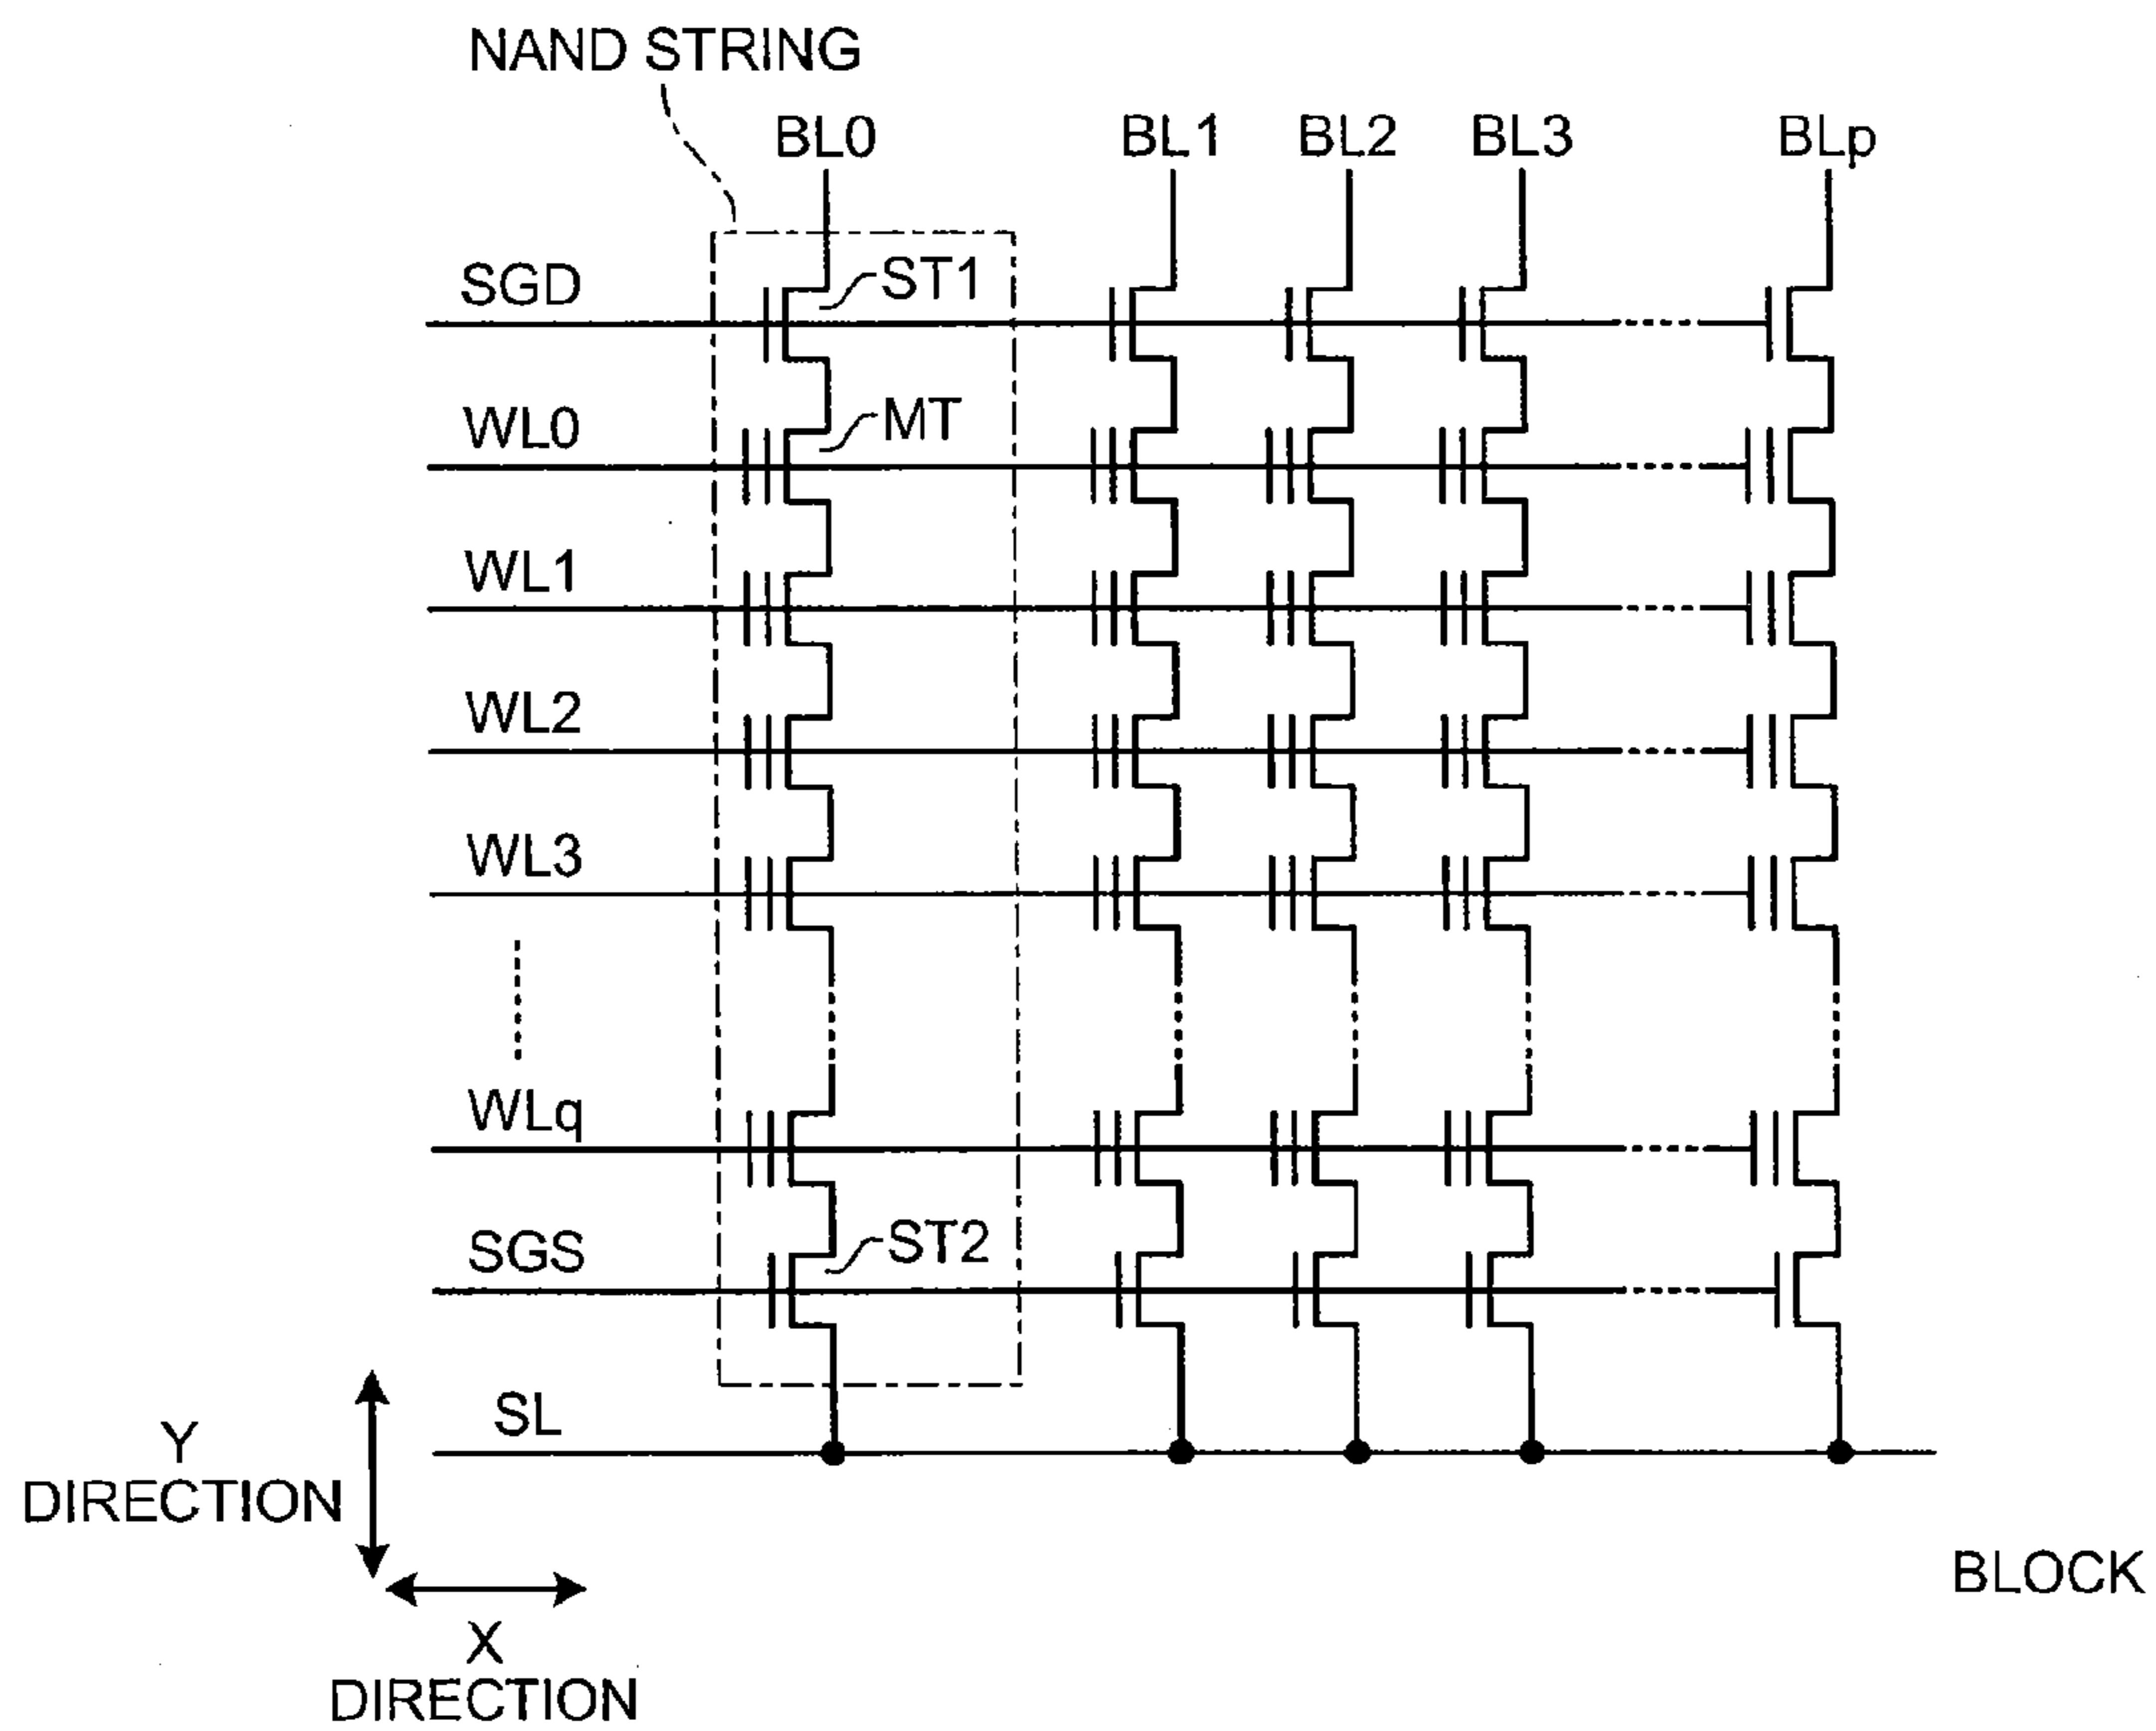 NAND STRING
BL0 BL1 BL2 BL3 BLp
SGD ST1
WL0 MT
WL1
WL2
WL3
WLq
SGS ST2
SL
Y
DIRECTION
X
DIRECTION
BLOCK